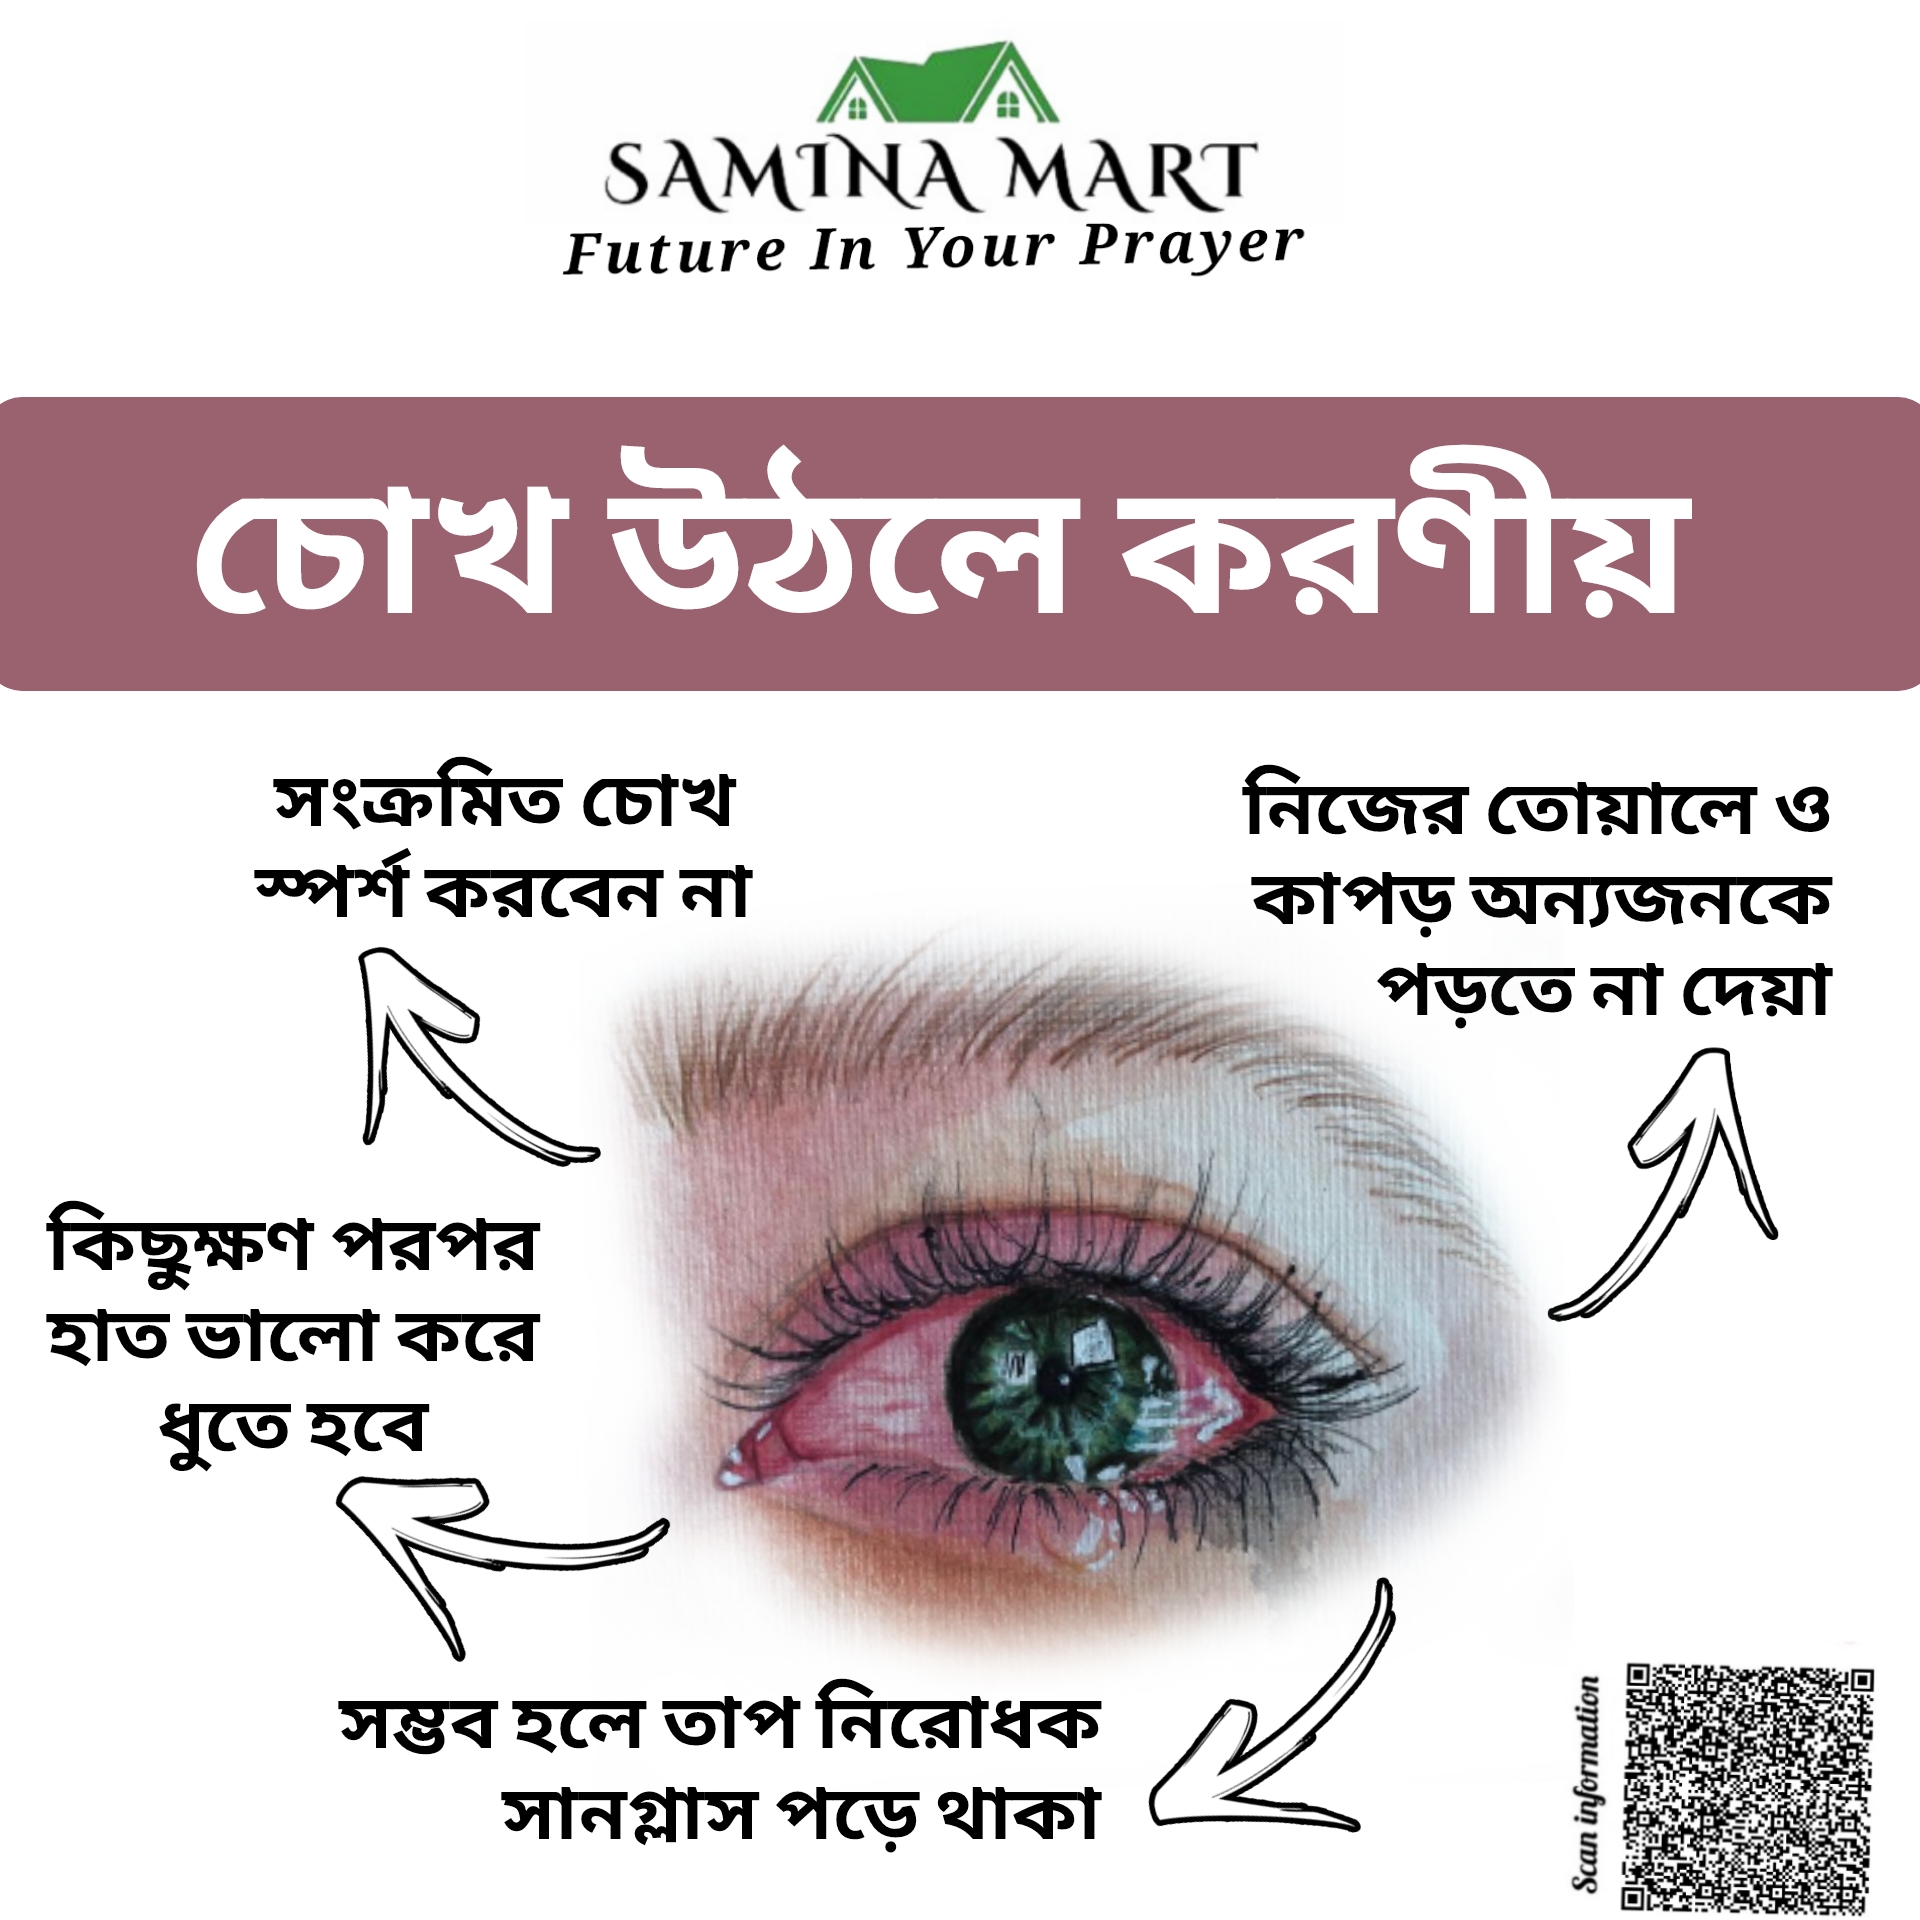 SAMINA MART
Future In Your Prayer
চোখ উঠলে করণীয়
সংক্রমিত চোখ
স্পর্শ করবেন না
নিজের তোয়ালে ও
কাপড় অন্যজনকে
পড়তে না দেয়া
কিছুক্ষণ পরপর
হাত ভালো করে
ধুতে হবে
সম্ভব হলে তাপ নিরোধক
সানগ্লাস পড়ে থাকা
Scan information